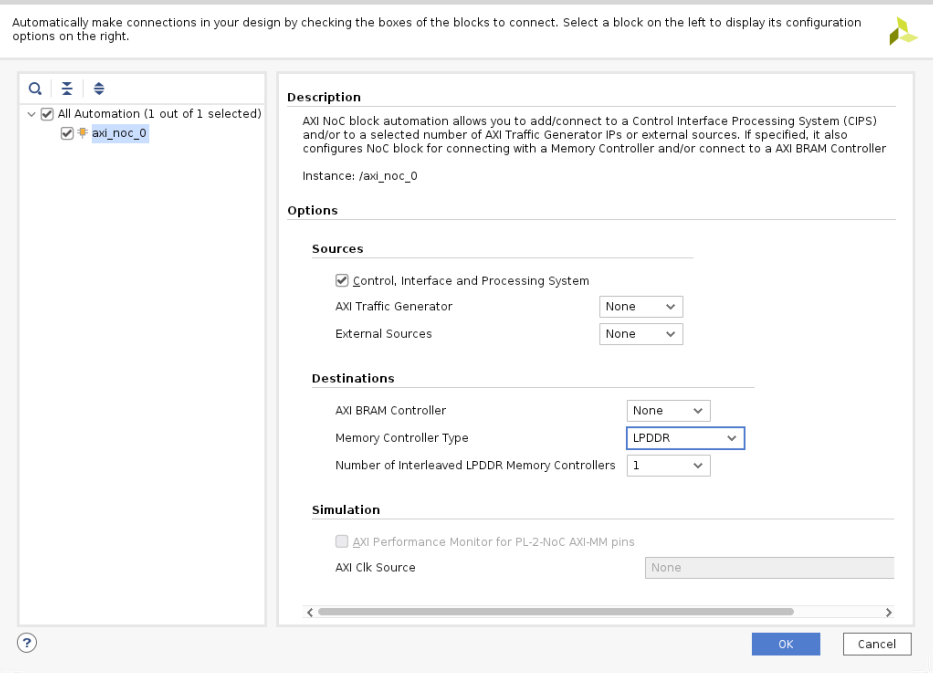 Automatically make connections in your design by checking the boxes of the blocks to connect. Select a block on the left to display its configuration
options on the right.
All Automation (1 out of 1 selected)
axi_noc_0
Description
AXI NoC block automation allows you to add/connect to a Control Interface Processing System (CIPS)
and/or to a selected number of AXI Traffic Generator IPs or external sources. If specified, it also
configures NoC block for connecting with a Memory Controller and/or connect to a AXI BRAM Controller
Instance: /axi_noc_0
Options
Sources
Control, Interface and Processing System
AXI Traffic Generator None
External Sources None
Destinations
AXI BRAM Controller None
Memory Controller Type LPDDR
Number of Interleaved LPDDR Memory Controllers 1
Simulation
AXI Performance Monitor for PL-2-NoC AXI-MM pins
AXI Clk Source None
? OK Cancel